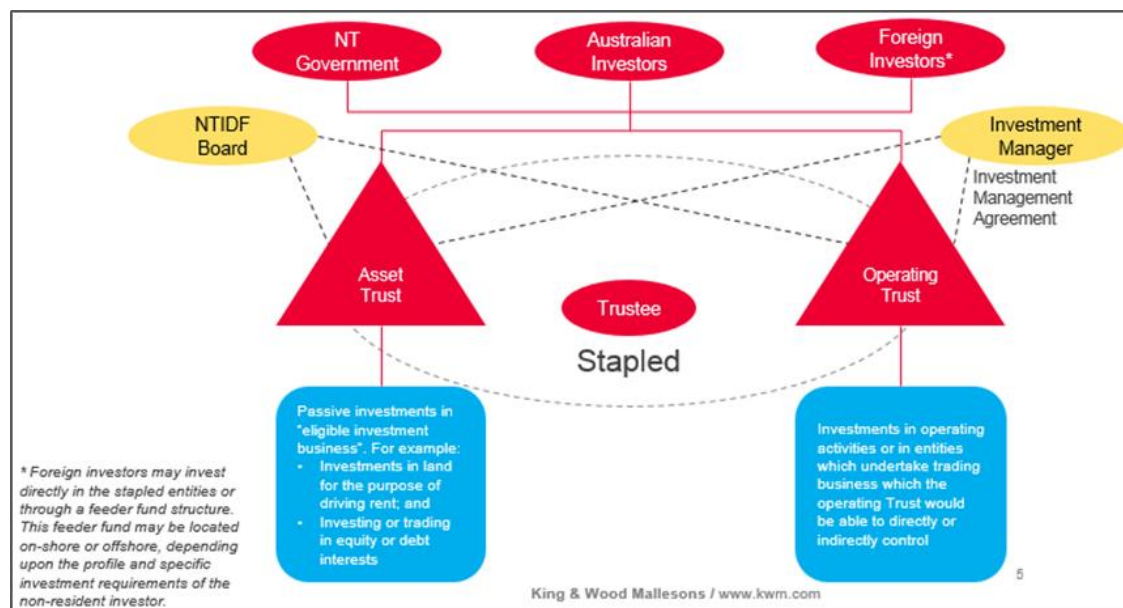 NT
Government
Australian
Investors
Foreign
Investors*
NTIDF
Board
Investment
Manager
Investment
Management
Agreement
Asset
Trust
Trustee
Operating
Trust
Stapled
Passive investments in
"eligible investment
business". For example:
• Investments in land
for the purpose of
driving rent; and
• Investing or trading
in equity or debt
interests
Investments in operating
activities or in entities
which undertake trading
business which the
operating Trust would
be able to directly or
indirectly control
* Foreign investors may invest
directly in the stapled entities or
through a feeder fund structure.
This feeder fund may be located
on-shore or offshore, depending
upon the profile and specific
investment requirements of the
non-resident investor.
5
King & Wood Mallesons / www.kwm.com